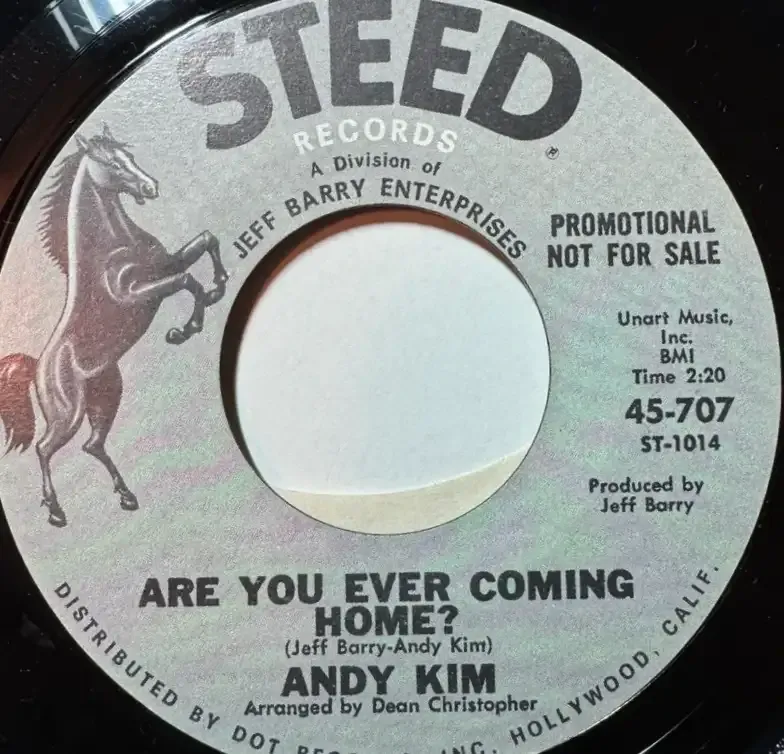 STEED
RECORDS
A Division of
JEFF BARRY ENTERPRISES
PROMOTIONAL
NOT FOR SALE
Unart Music,
Inc.
BMI
Time 2:20
45-707
ST-1014
Produced by
Jeff Barry
ARE YOU EVER COMING
HOME?
(Jeff Barry-Andy Kim)
ANDY KIM
Arranged by Dean Christopher
DISTRIBUTED BY DOT RECORDS, INC. HOLLYWOOD, CALIF.